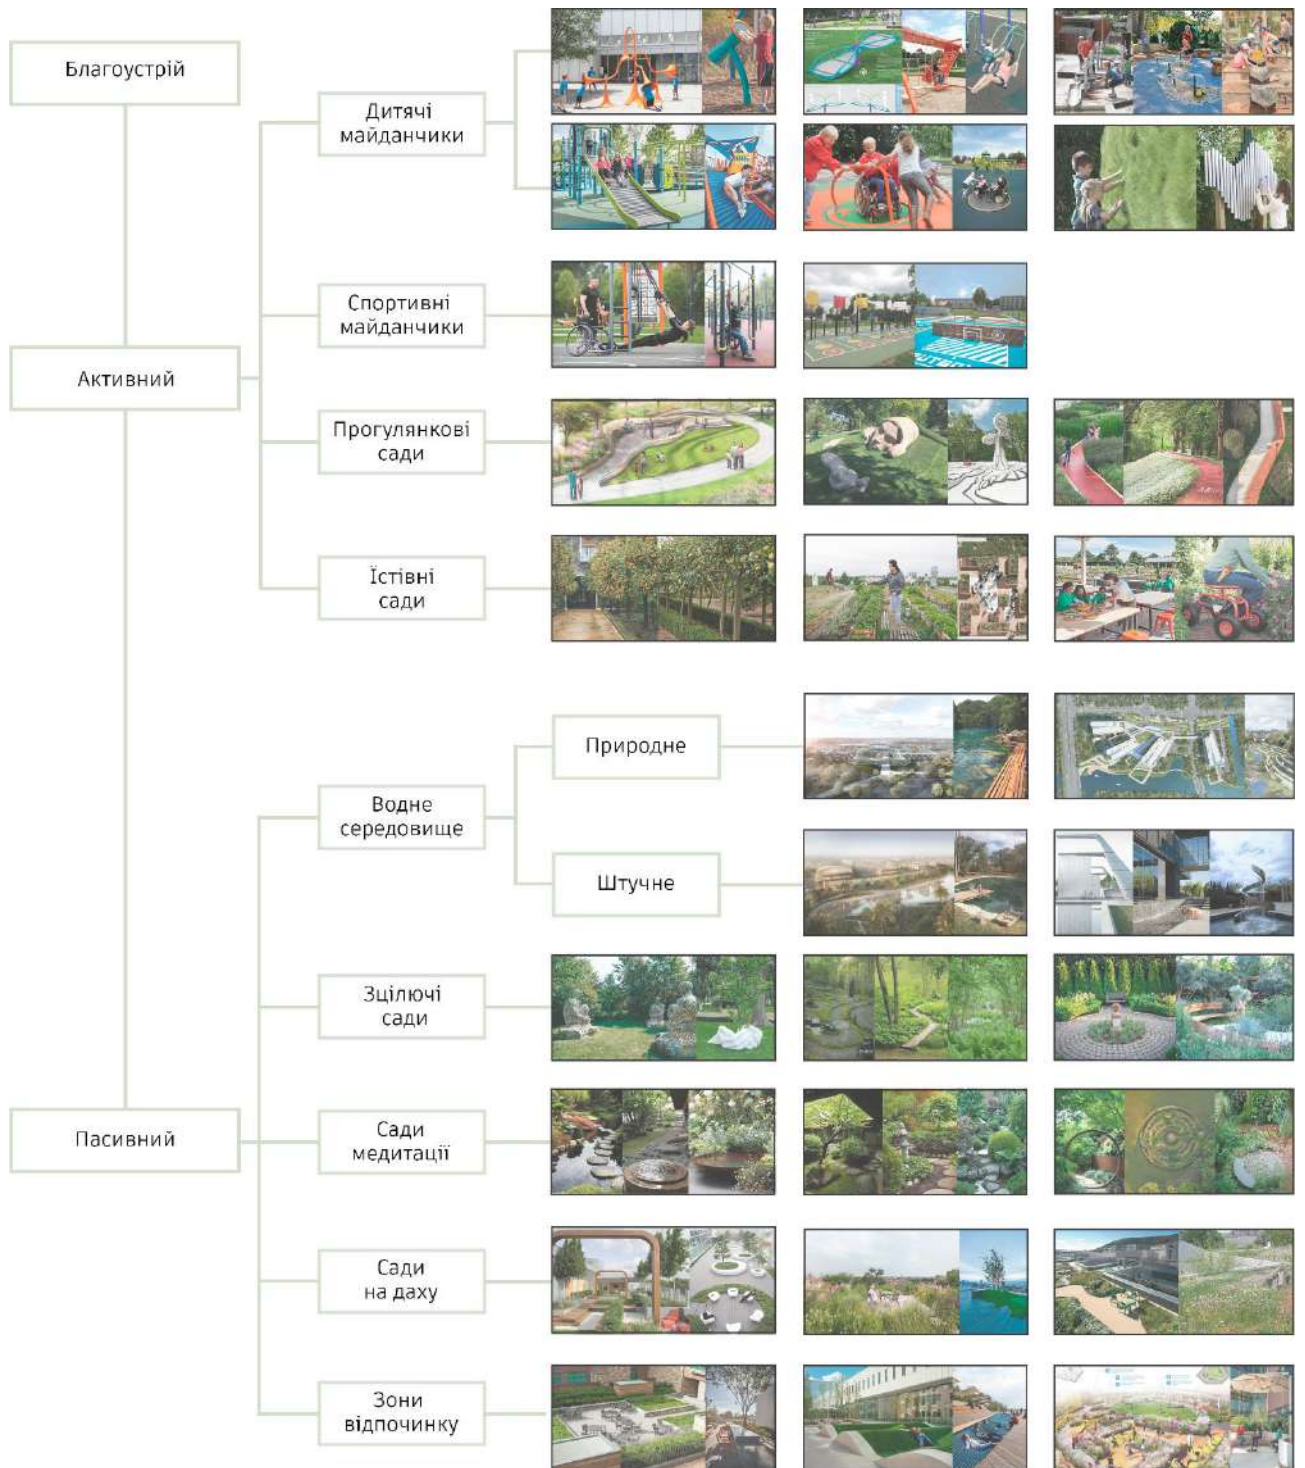 Благоустрій
Дитячі
майданчики
Спортивні
майданчики
Активний
Прогулянкові
сади
Їстівні
сади
Природне
Водне
середовище
Штучне
Зцілючі
сади
Пасивний
Сади
медитації
Сади
на даху
Зони
відпочинку